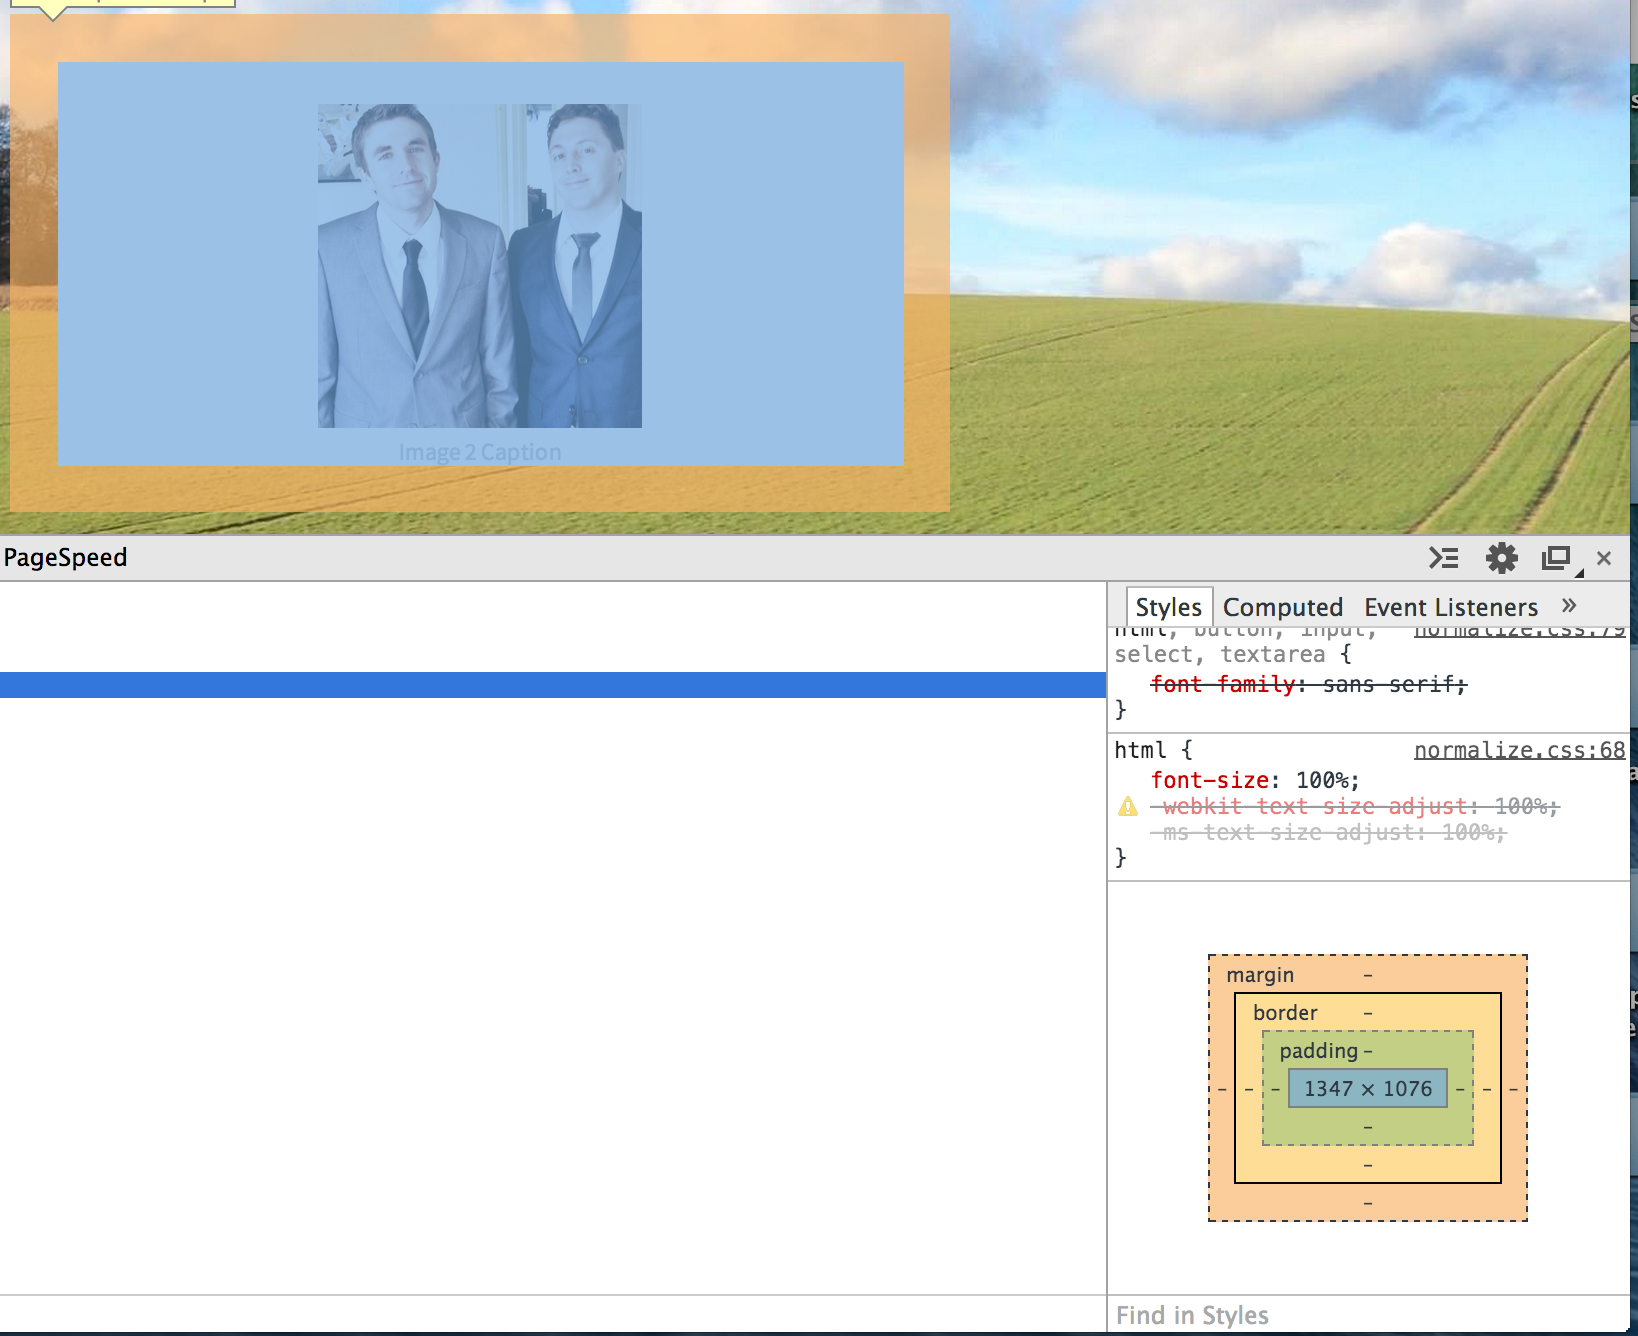 Image 2 Caption
PageSpeed
Styles Computed Event Listeners »
html, button, input, normalize.css:79
select, textarea {
font-family: sans-serif;
}
html { normalize.css:68
font-size: 100%;
-webkit-text-size-adjust: 100%;
-ms-text-size-adjust: 100%;
}
margin -
border -
padding -
- - - 1347 × 1076 - - -
-
-
-
Find in Styles